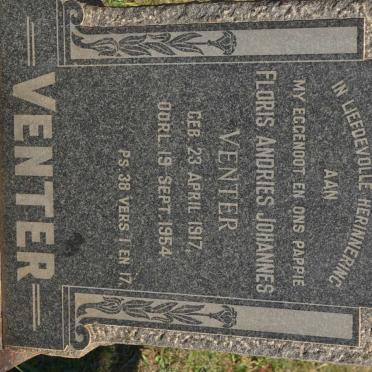 IN LIEFDEVOLLE HERINNERING
AAN
MY EGGENOOT EN ONS PAPPIE
FLORIS ANDRIES JOHANNES
VENTER
GEB. 23 APRIL 1917,
OORL. 19 SEPT. 1954.
PS 38 VERS 1 EN 17.
VENTER